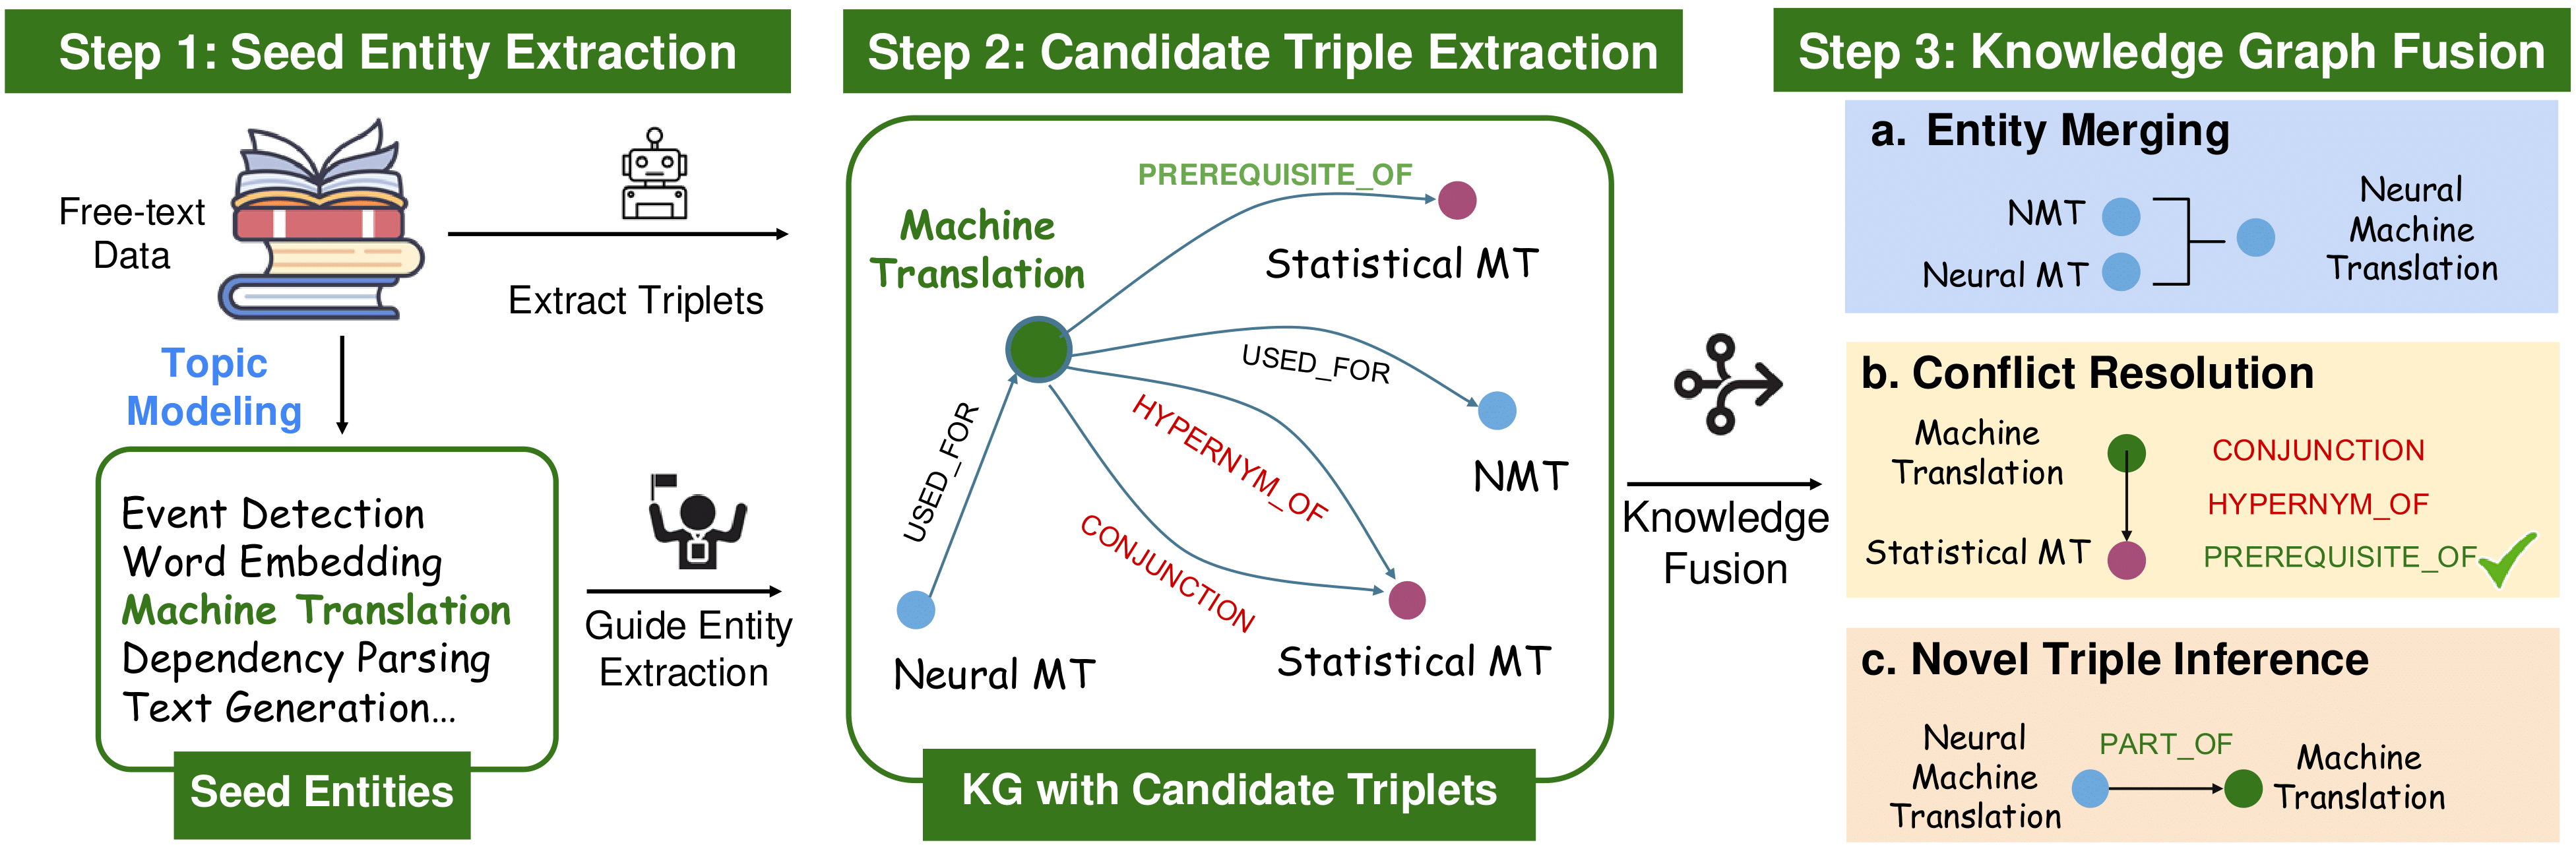 Step 1: Seed Entity Extraction
Free-text
Data
Extract Triplets
Topic
Modeling
Event Detection
Word Embedding
Machine Translation
Dependency Parsing
Text Generation...
Seed Entities
Guide Entity
Extraction
Step 2: Candidate Triple Extraction
PREREQUISITE_OF
Machine
Translation
Statistical MT
USED_FOR
NMT
HYPERNYM_OF
USED_FOR
CONJUNCTION
Neural MT
Statistical MT
KG with Candidate Triplets
Knowledge
Fusion
Step 3: Knowledge Graph Fusion
a. Entity Merging
NMT
Neural MT
Neural
Machine
Translation
b. Conflict Resolution
Machine
Translation
Statistical MT
CONJUNCTION
HYPERNYM_OF
PREREQUISITE_OF
c. Novel Triple Inference
Neural
Machine
Translation
PART_OF
Machine
Translation